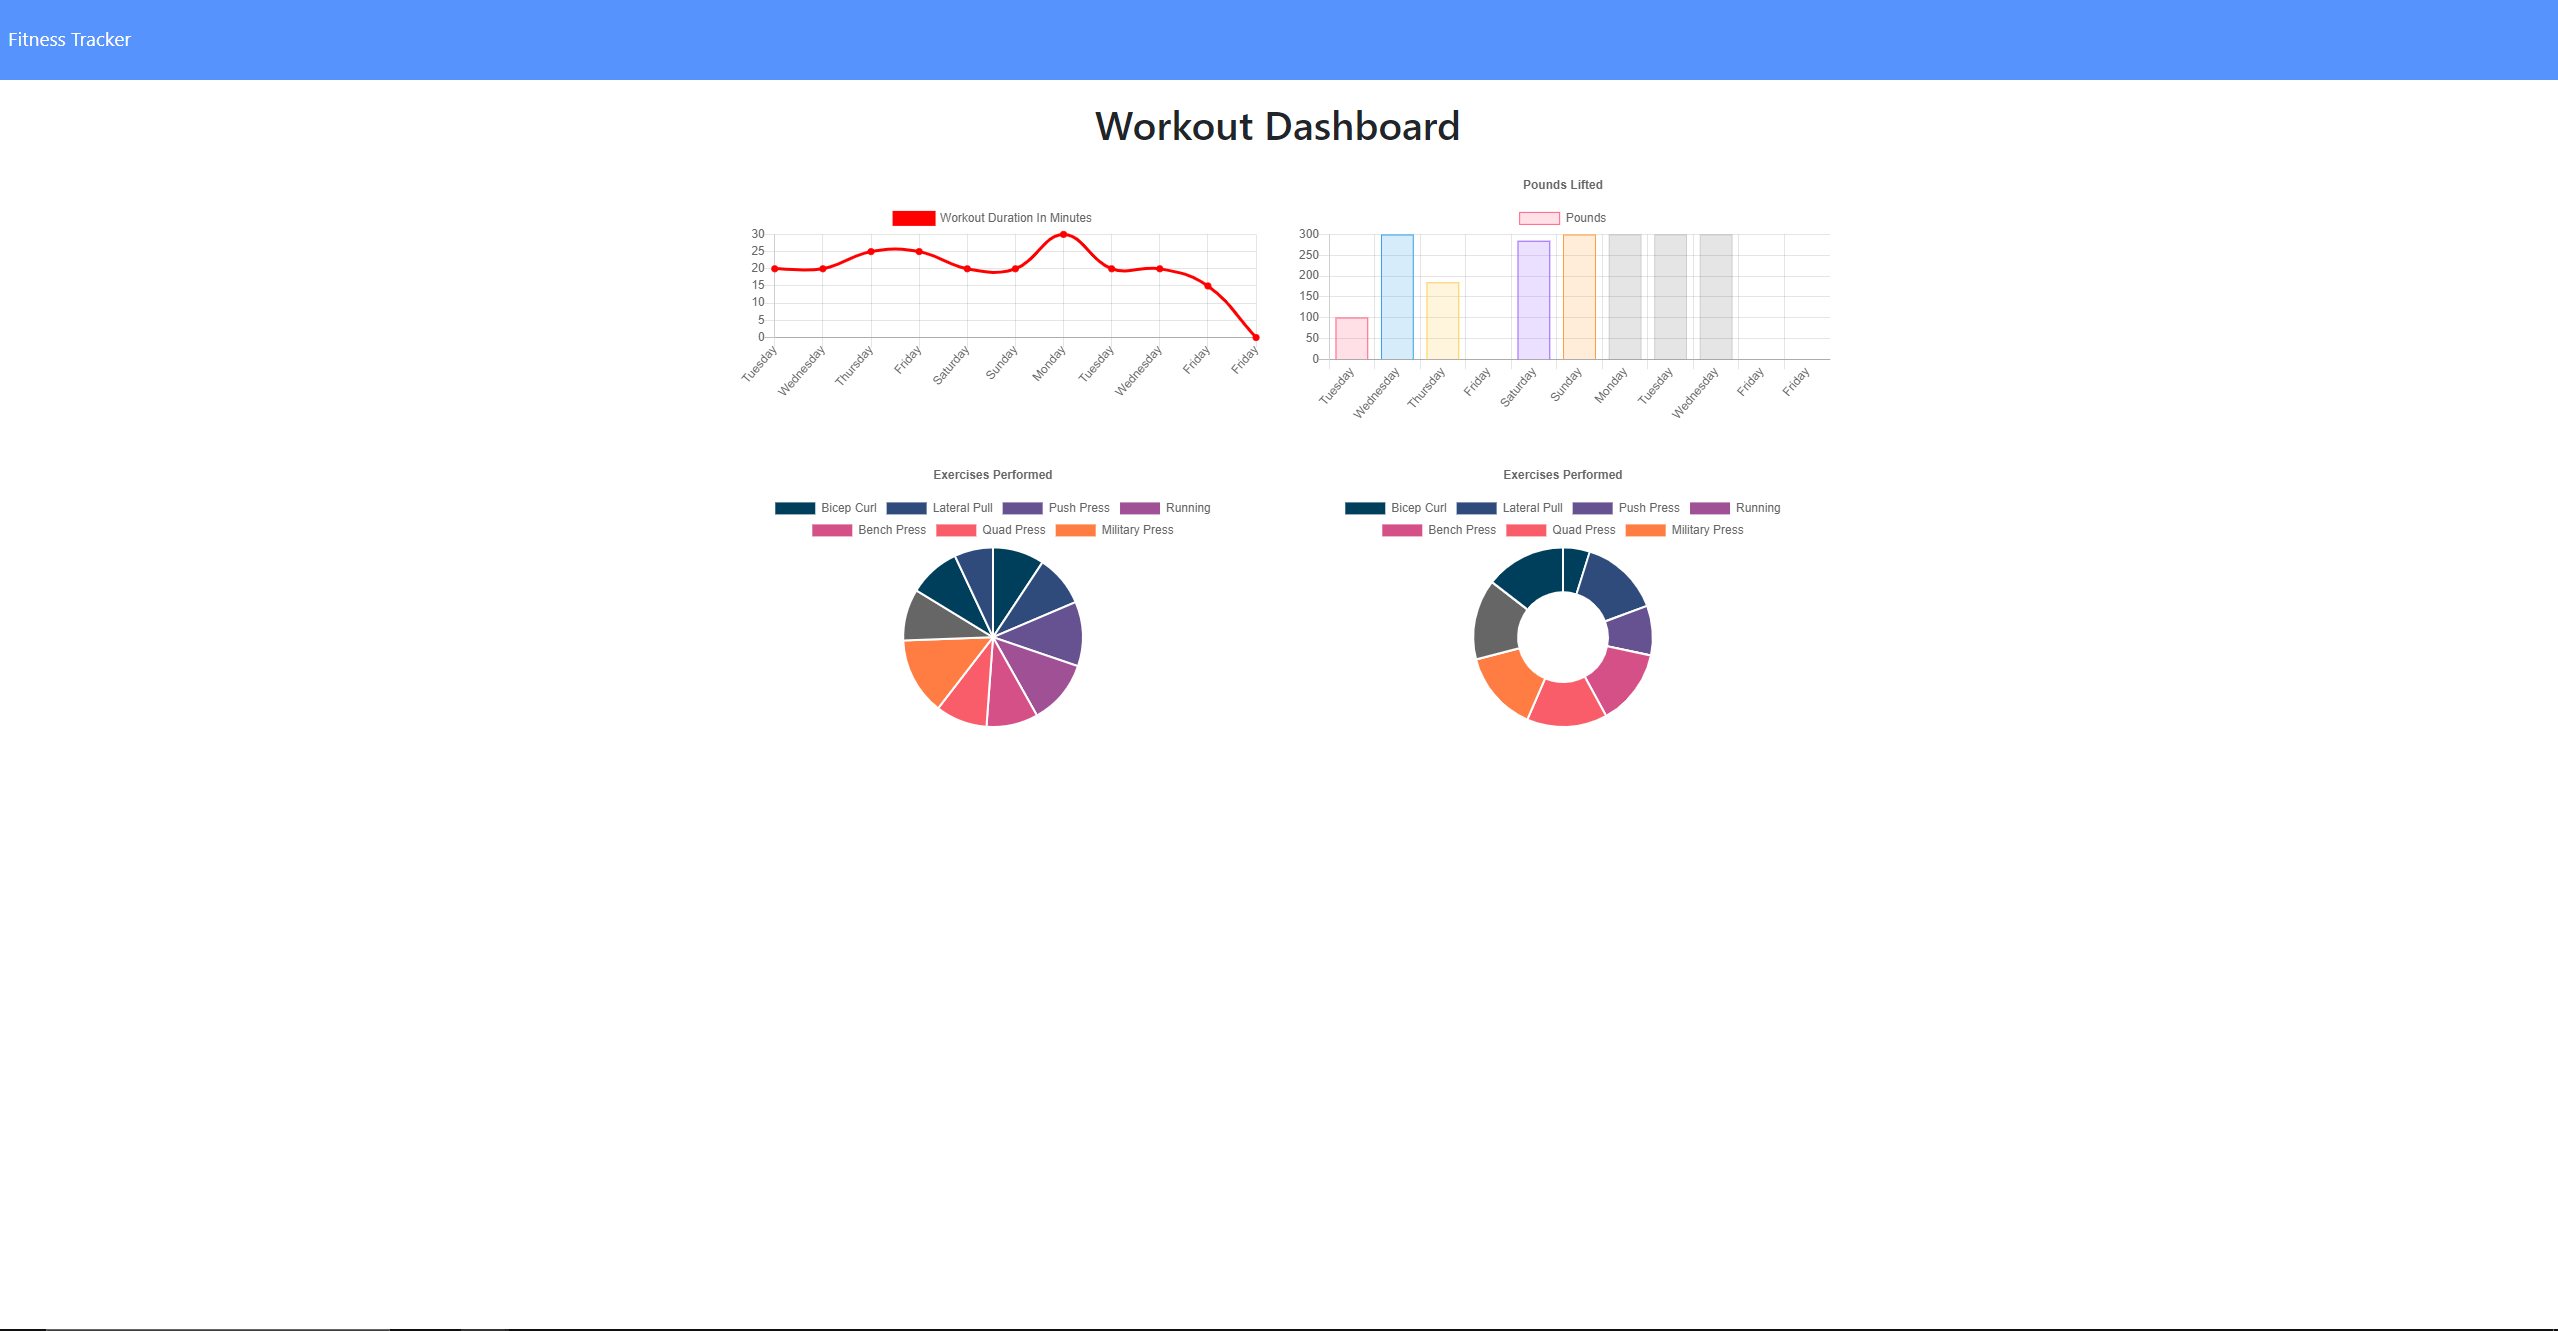 Fitness Tracker
Workout Dashboard
Workout Duration In Minutes
30
25
20
15
10
5
0
Tuesday Wednesday Thursday Friday Saturday Sunday Monday Tuesday Wednesday Friday Friday
Pounds Lifted
Pounds
300
250
200
150
100
50
0
Tuesday Wednesday Thursday Friday Saturday Sunday Monday Tuesday Wednesday Friday Friday
Exercises Performed
Bicep Curl Lateral Pull Push Press Running
Bench Press Quad Press Military Press
Exercises Performed
Bicep Curl Lateral Pull Push Press Running
Bench Press Quad Press Military Press